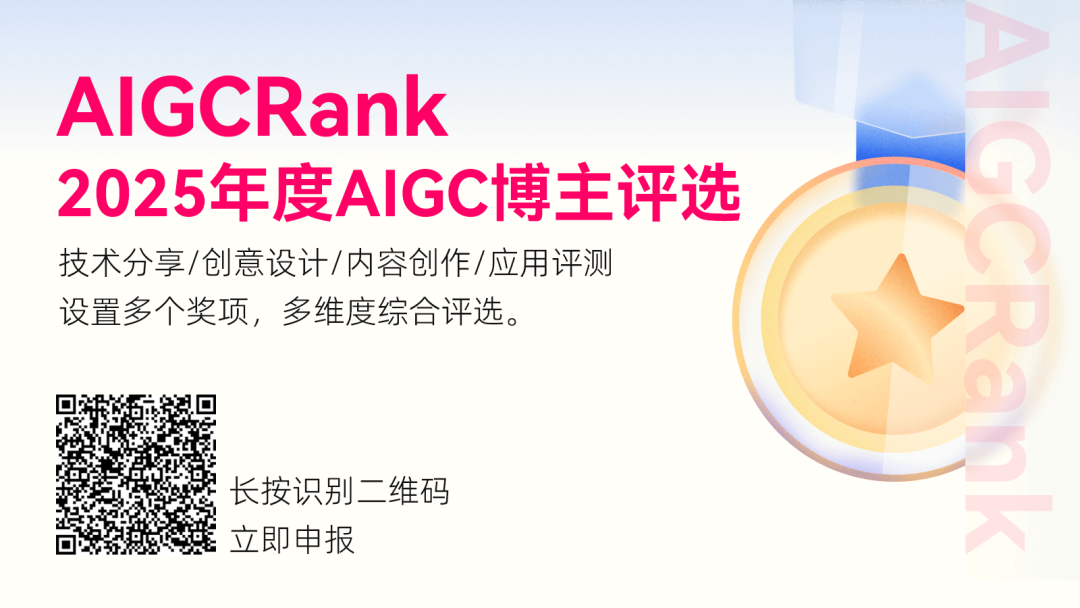 AIGCRank
2025年度AIGC博主评选
技术分享/创意设计/内容创作/应用评测
设置多个奖项，多维度综合评选。
长按识别二维码
立即申报
AIGCRank